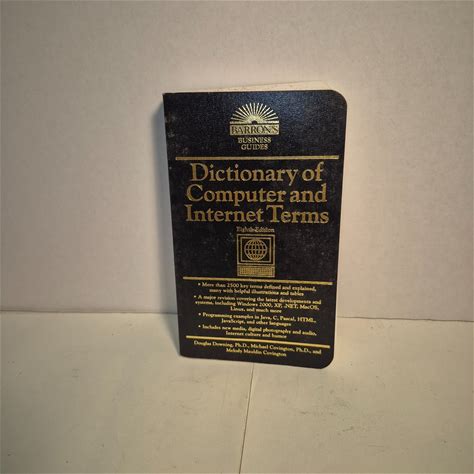 BARRON'S
BUSINESS
GUIDES
Dictionary of
Computer and
Internet Terms
Eighth Edition
• More than 2500 key terms defined and explained,
many with helpful illustrations and tables
• A major revision covering the latest developments and
systems, including Windows 2000, XP, .NET, MacOS,
Linux, and much more
• Programming examples in Java, C, Pascal, HTML,
JavaScript, and other languages
• Includes new media, digital photography and audio,
Internet culture and humor
Douglas Downing, Ph.D., Michael Covington, Ph.D., and
Melody Mauldin Covington